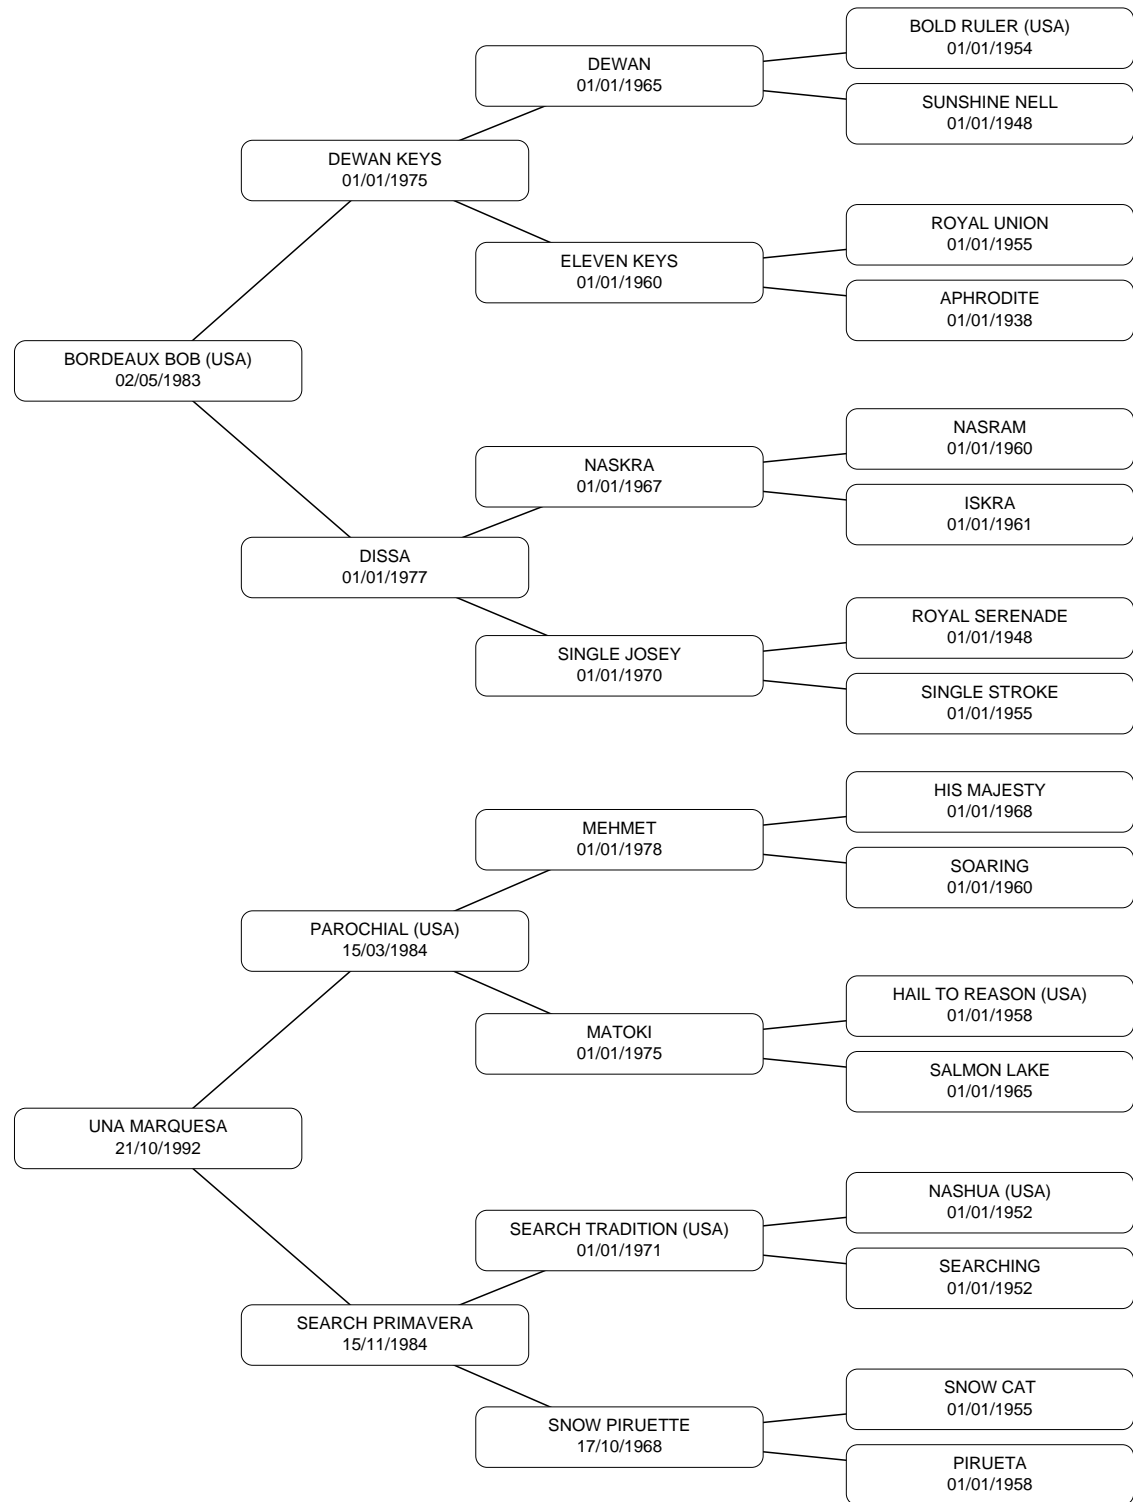 BOLD RULER (USA)
01/01/1954
DEWAN
01/01/1965
SUNSHINE NELL
01/01/1948
DEWAN KEYS
01/01/1975
ROYAL UNION
01/01/1955
ELEVEN KEYS
01/01/1960
APHRODITE
01/01/1938
BORDEAUX BOB (USA)
02/05/1983
NASRAM
01/01/1960
NASKRA
01/01/1967
ISKRA
01/01/1961
DISSA
01/01/1977
ROYAL SERENADE
01/01/1948
SINGLE JOSEY
01/01/1970
SINGLE STROKE
01/01/1955
HIS MAJESTY
01/01/1968
MEHMET
01/01/1978
SOARING
01/01/1960
PAROCHIAL (USA)
15/03/1984
HAIL TO REASON (USA)
01/01/1958
MATOKI
01/01/1975
SALMON LAKE
01/01/1965
UNA MARQUESA
21/10/1992
NASHUA (USA)
01/01/1952
SEARCH TRADITION (USA)
01/01/1971
SEARCHING
01/01/1952
SEARCH PRIMAVERA
15/11/1984
SNOW CAT
01/01/1955
SNOW PIRUETTE
17/10/1968
PIRUETA
01/01/1958